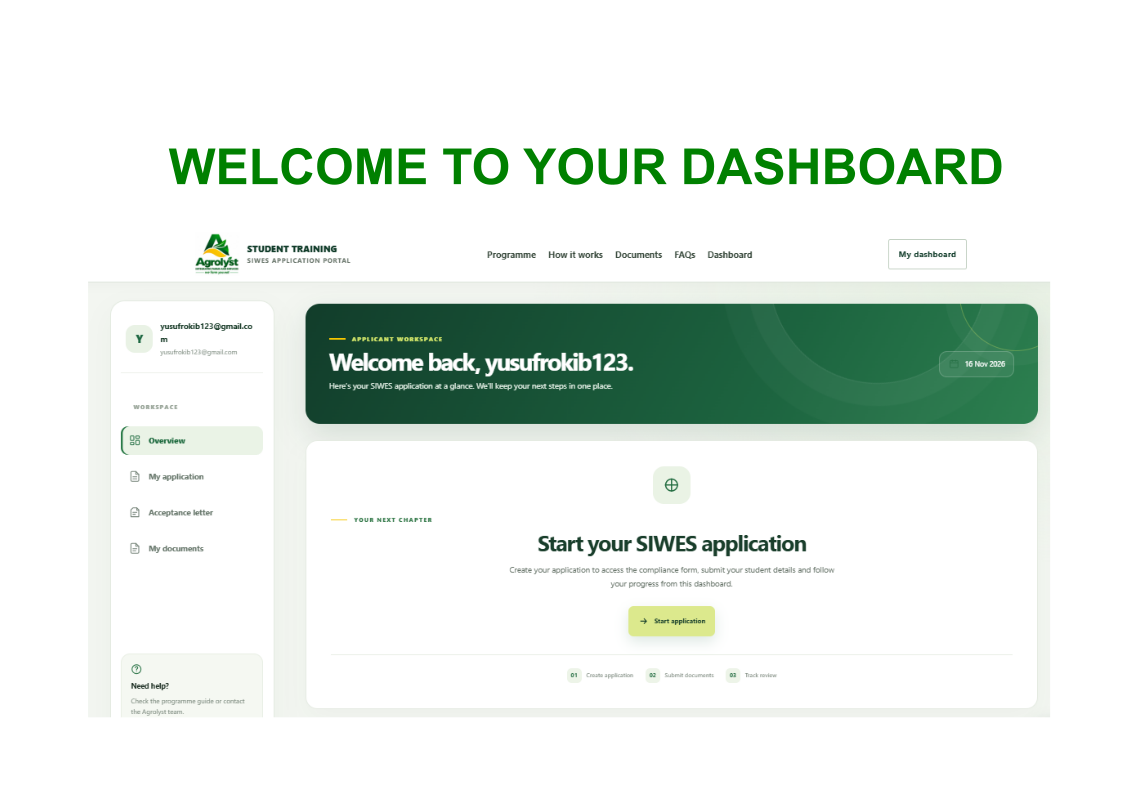 WELCOME TO YOUR DASHBOARD
Agrolyst
STUDENT TRAINING
SIWES APPLICATION PORTAL
Programme How it works Documents FAQs Dashboard
My dashboard
Y
yusufrokib123@gmail.co
m
yusufrokib123@gmail.com
WORKSPACE
Overview
My application
Acceptance letter
My documents
Need help?
Check the programme guide or contact
the Agrolyst team.
APPLICANT WORKSPACE
Welcome back, yusufrokib123.
Here's your SIWES application at a glance. We'll keep your next steps in one place.
16 Nov 2026
YOUR NEXT CHAPTER
Start your SIWES application
Create your application to access the compliance form, submit your student details and follow
your progress from this dashboard.
Start application
01 Create application 02 Submit documents 03 Track review